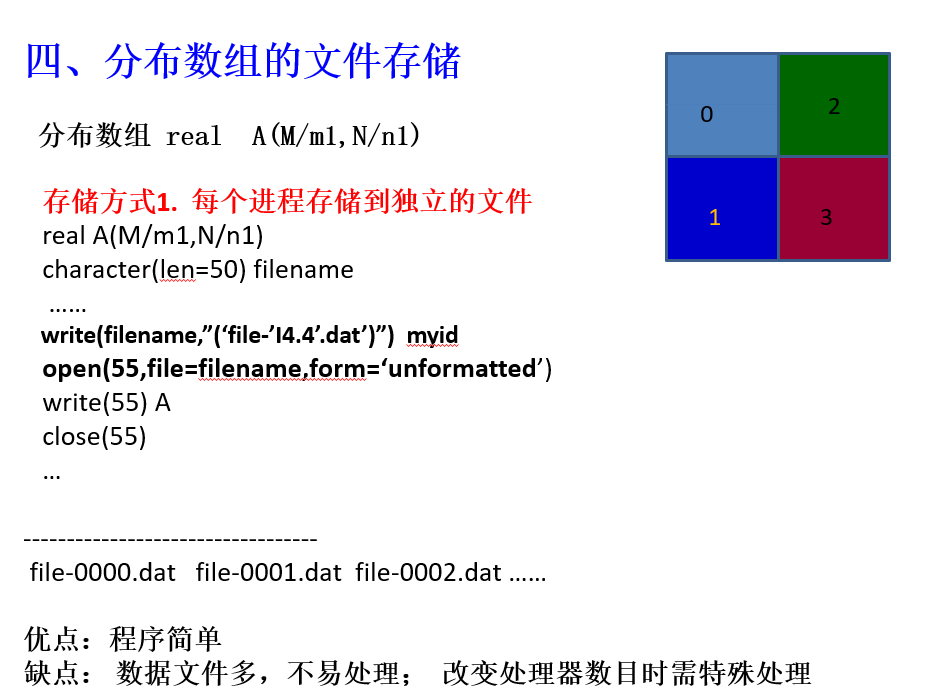 四、分布数组的文件存储
分布数组 real A(M/m1,N/n1)
存储方式1. 每个进程存储到独立的文件
real A(M/m1,N/n1)
character(len=50) filename
……
write(filename,”(‘file-’I4.4’.dat’)”) myid
open(55,file=filename,form=‘unformatted’)
write(55) A
close(55)
…
----------------------------------
file-0000.dat file-0001.dat file-0002.dat ……
优点：程序简单
缺点： 数据文件多，不易处理； 改变处理器数目时需特殊处理
0
2
1
3